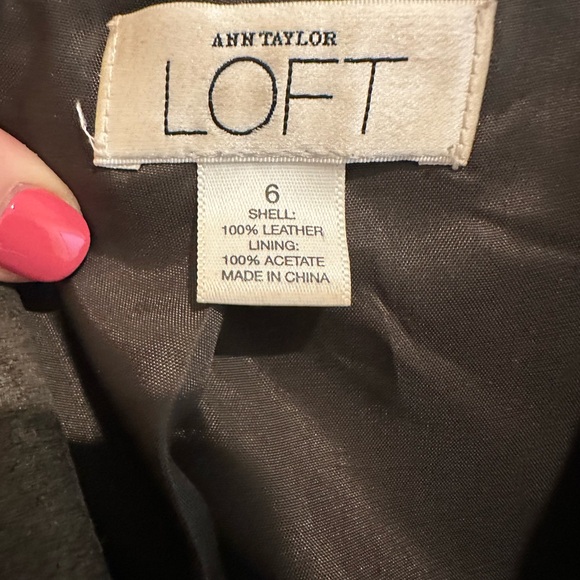 ANN TAYLOR
LOFT
6
SHELL:
100% LEATHER
LINING:
100% ACETATE
MADE IN CHINA